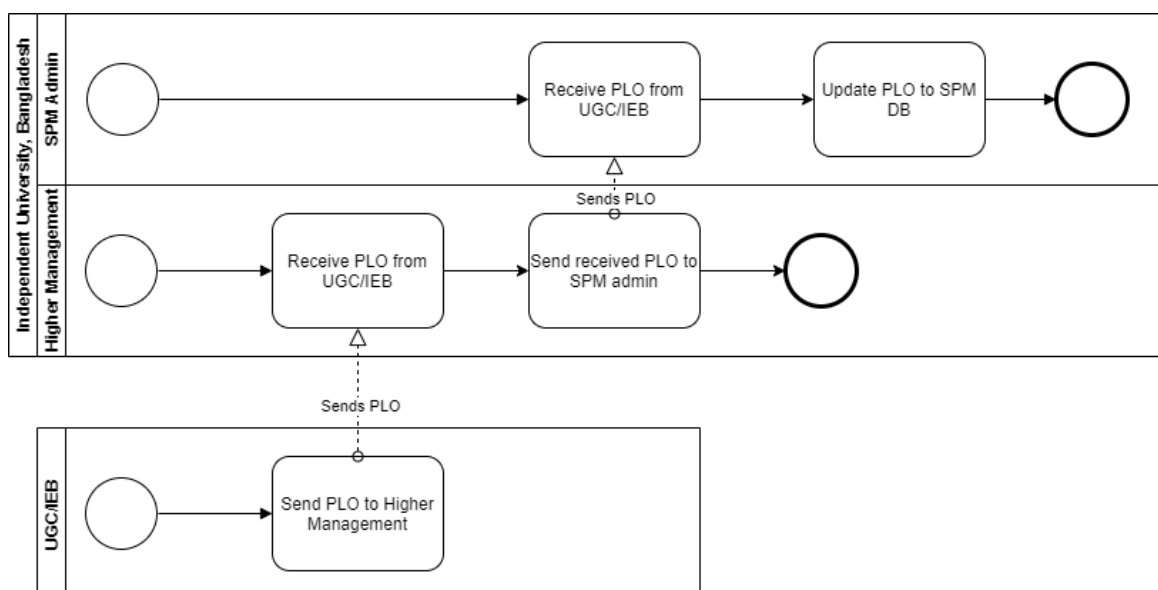 Independent University, Bangladesh
SPM Admin
Receive PLO from
UGC/IEB
Update PLO to SPM
DB
Sends PLO
Higher Management
Receive PLO from
UGC/IEB
Send received PLO to
SPM admin
Sends PLO
UGC/IEB
Send PLO to Higher
Management